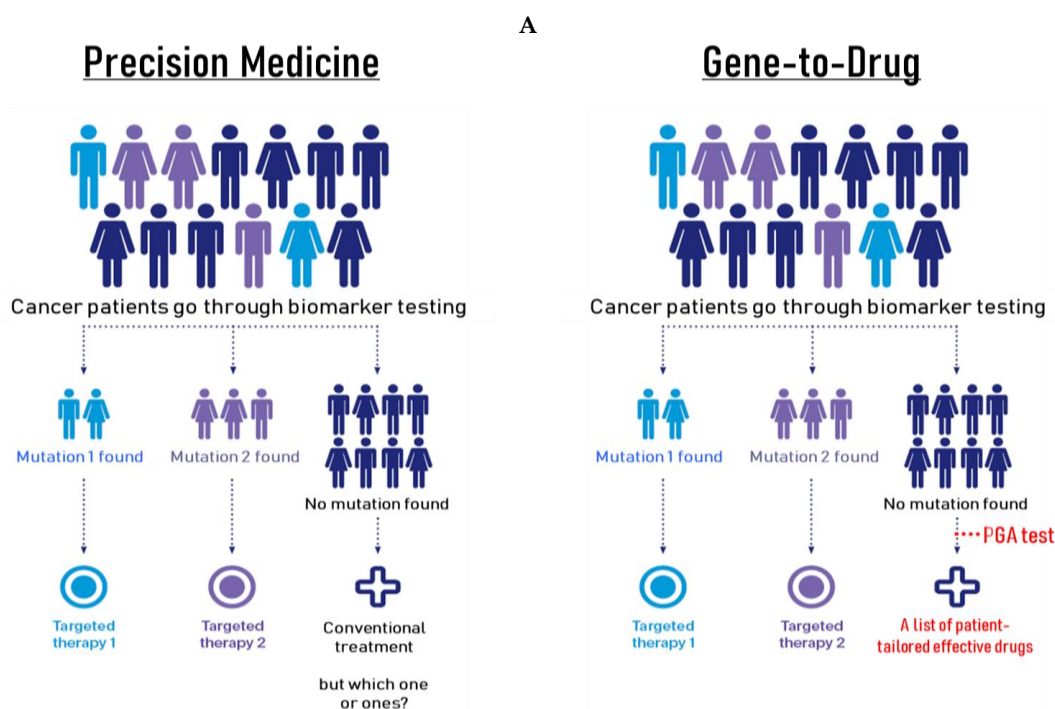 A
Precision Medicine
Cancer patients go through biomarker testing
Mutation 1 found
Mutation 2 found
No mutation found
Targeted
therapy 1
Targeted
therapy 2
Conventional
treatment
but which one
or ones?
Gene-to-Drug
Cancer patients go through biomarker testing
Mutation 1 found
Mutation 2 found
No mutation found
PGA test
Targeted
therapy 1
Targeted
therapy 2
A list of patient-
tailored effective drugs